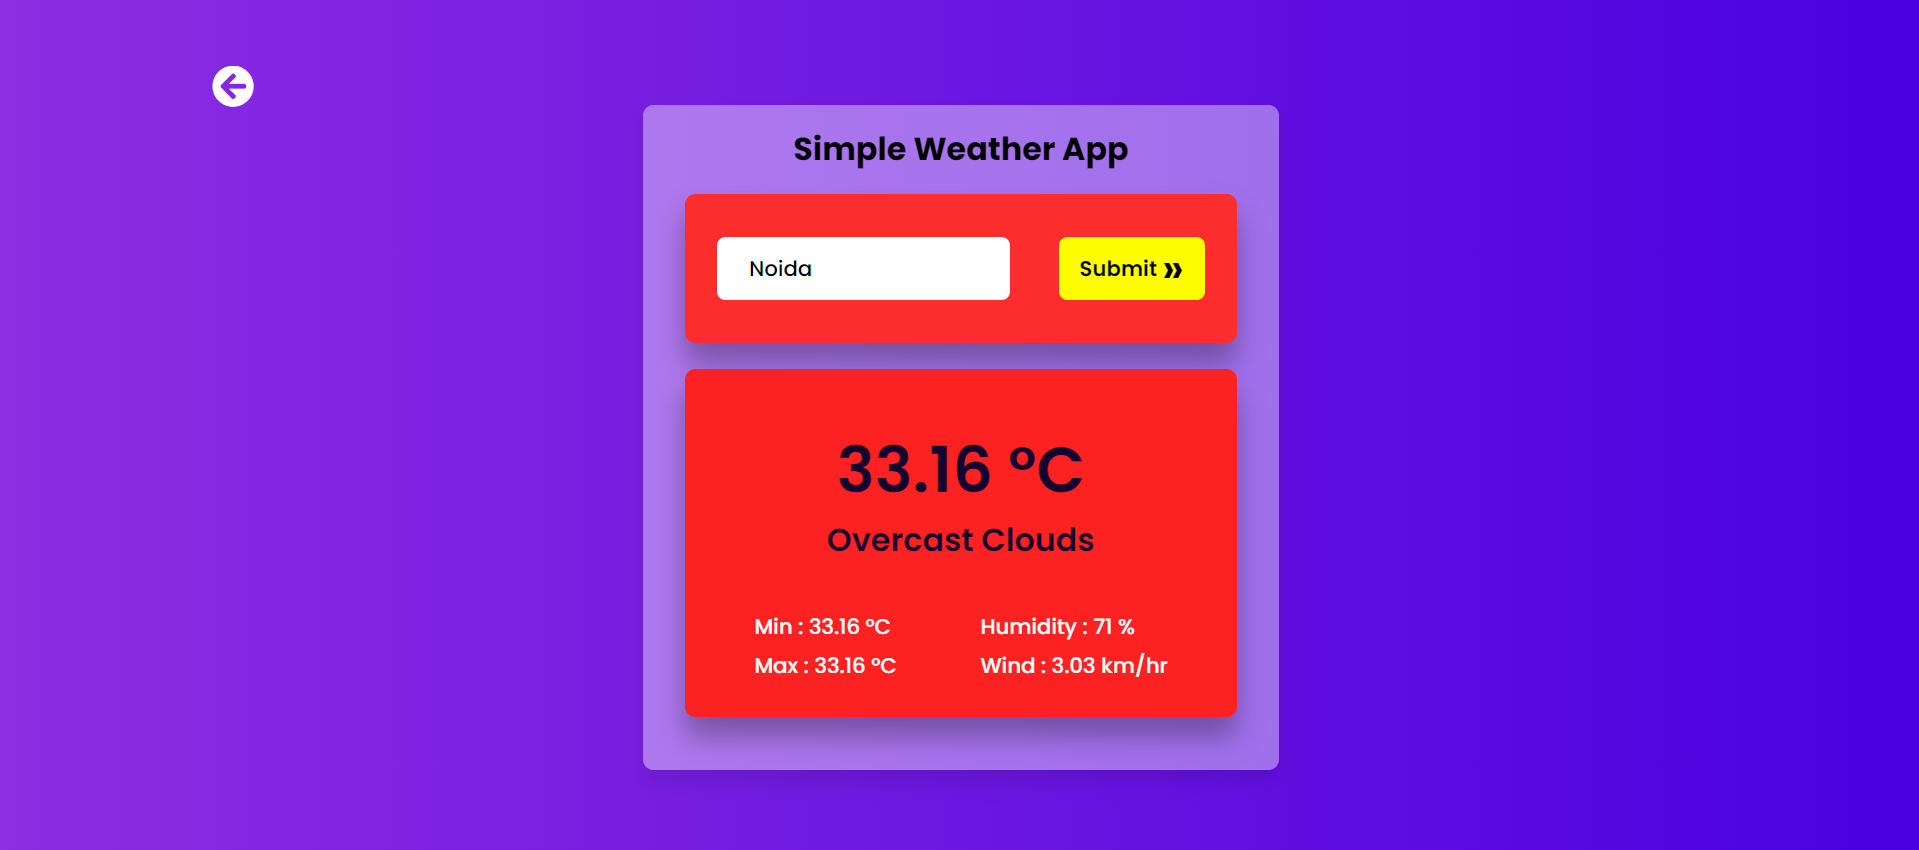 Simple Weather App
Noida
Submit »
33.16 °C
Overcast Clouds
Min : 33.16 °C
Max : 33.16 °C
Humidity : 71 %
Wind : 3.03 km/hr